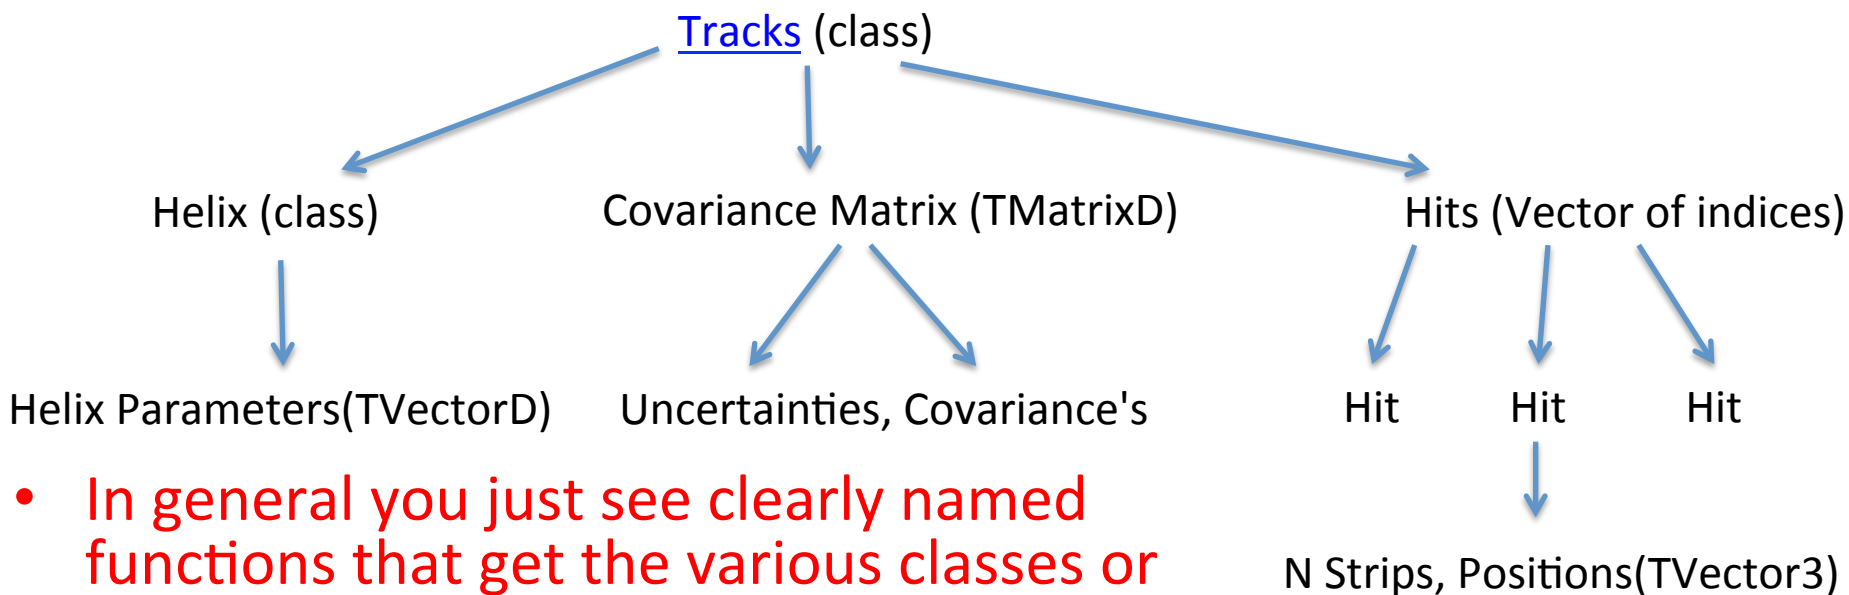 Tracks (class)
Helix (class)
Covariance Matrix (TMatrixD)
Hits (Vector of indices)
Helix Parameters(TVectorD)
Uncertainties, Covariance's
Hit
Hit
Hit
• In general you just see clearly named
functions that get the various classes or
N Strips, Positions(TVector3)